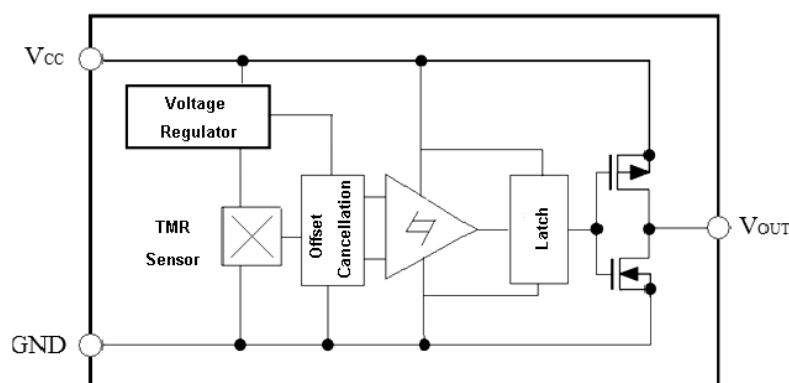 Vcc
Voltage
Regulator
TMR
Sensor
Offset
Cancellation
Latch
VOUT
GND